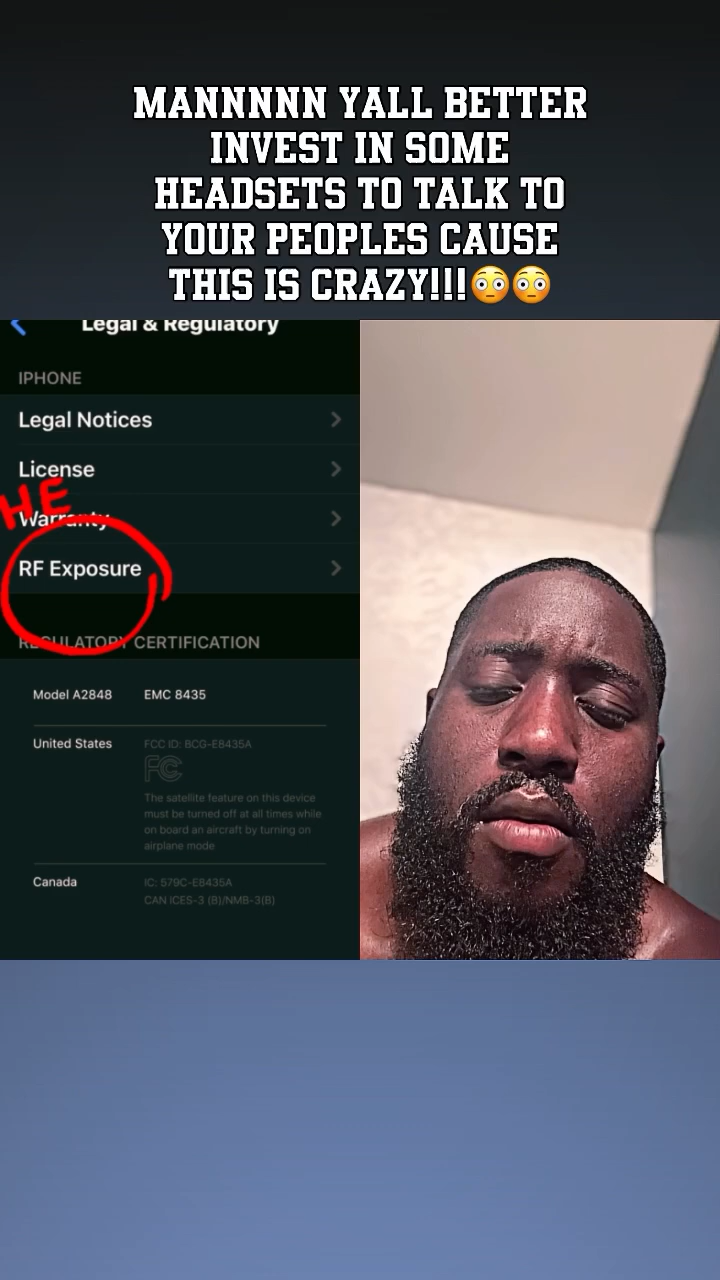 MANNNNN YALL BETTER
INVEST IN SOME
HEADSETS TO TALK TO
YOUR PEOPLES CAUSE
THIS IS CRAZY!!!😳😳
Legal & Regulatory
IPHONE
Legal Notices
License
HE
Warranty
RF Exposure
REGULATORY CERTIFICATION
Model A2848 EMC 8435
United States FCC ID: BCG-E8435A
FC
The satellite feature on this device
must be turned off at all times while
on board an aircraft by turning on
airplane mode
Canada IC: 579C-E8435A
CAN ICES-3 (B)/NMB-3(B)